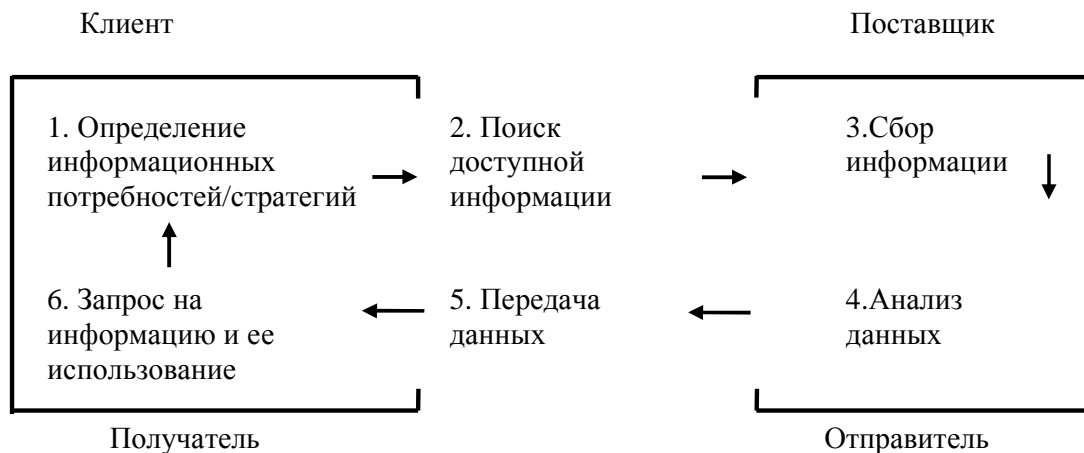 Клиент
Поставщик
1. Определение
информационных
потребностей/стратегий
2. Поиск
доступной
информации
3.Сбор
информации
6. Запрос на
информацию и ее
использование
5. Передача
данных
4.Анализ
данных
Получатель
Отправитель